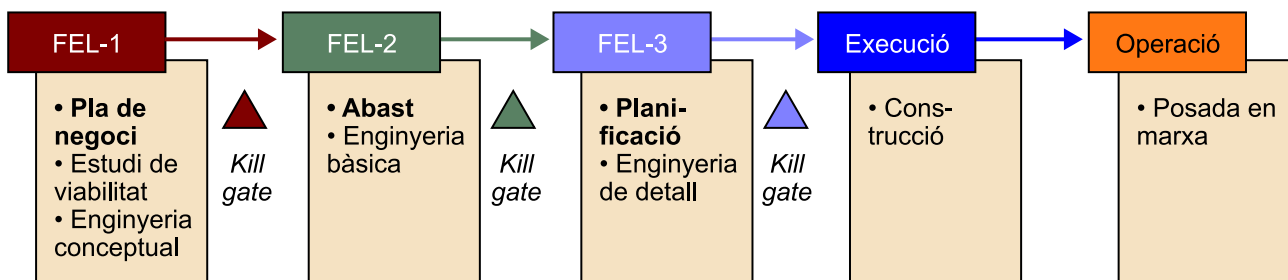 FEL-1
FEL-2
FEL-3
Execució
Operació
• Pla de
negoci
• Estudi de
viabilitat
• Enginyeria
conceptual
Kill
gate
• Abast
• Enginyeria
bàsica
Kill
gate
• Plani-
ficació
• Enginyeria
de detall
Kill
gate
• Cons-
trucció
• Posada en
marxa